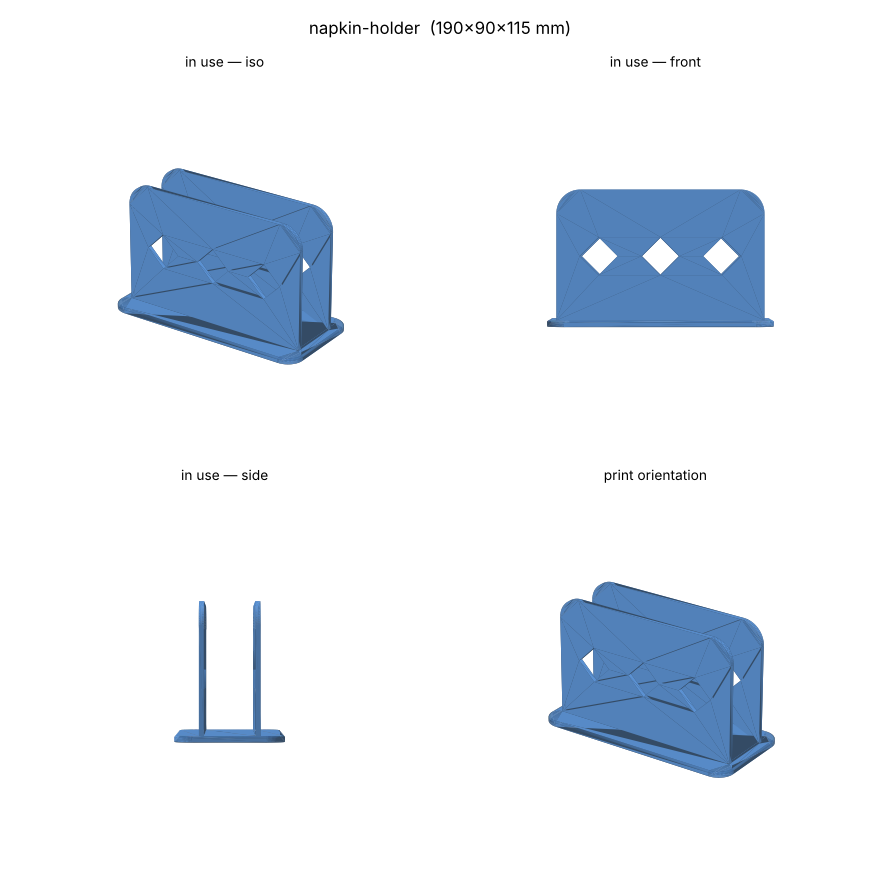 napkin-holder (190×90×115 mm)
in use — iso
in use — front
in use — side
print orientation